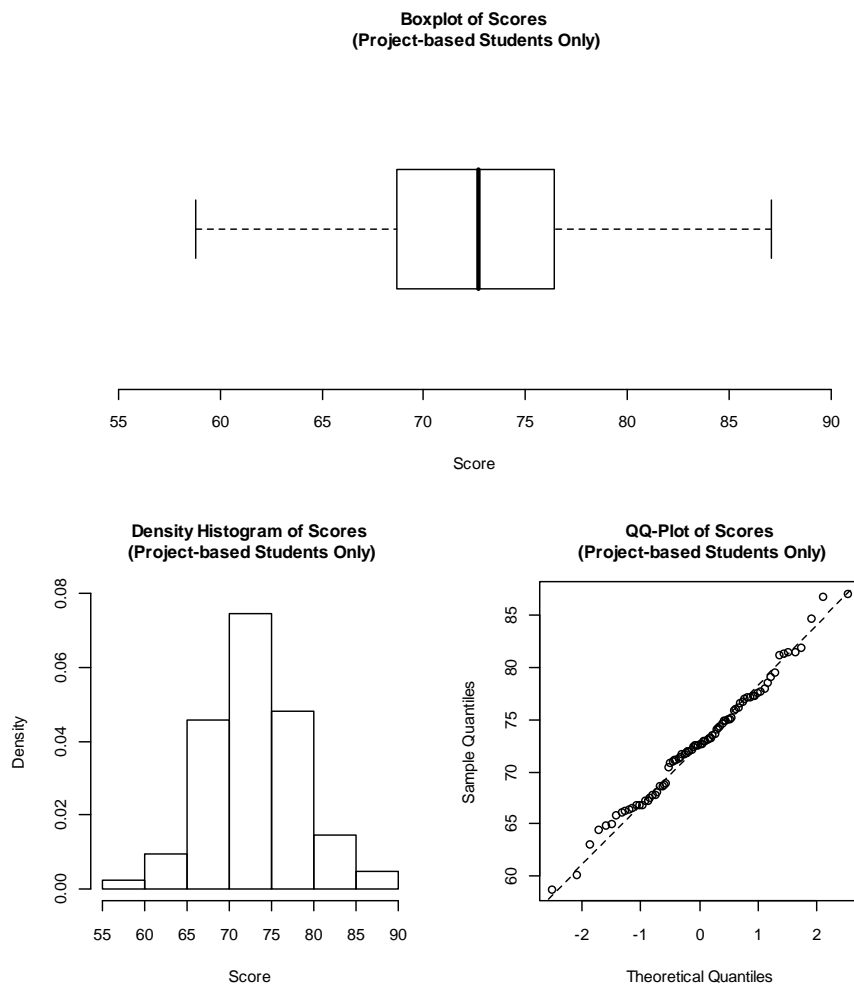 Boxplot of Scores
(Project-based Students Only)
55 60 65 70 75 80 85 90
Score
Density Histogram of Scores
(Project-based Students Only)
0.08
0.06
0.04
0.02
0.00
Density
55 60 65 70 75 80 85 90
Score
QQ-Plot of Scores
(Project-based Students Only)
85
80
75
70
65
60
Sample Quantiles
-2 -1 0 1 2
Theoretical Quantiles